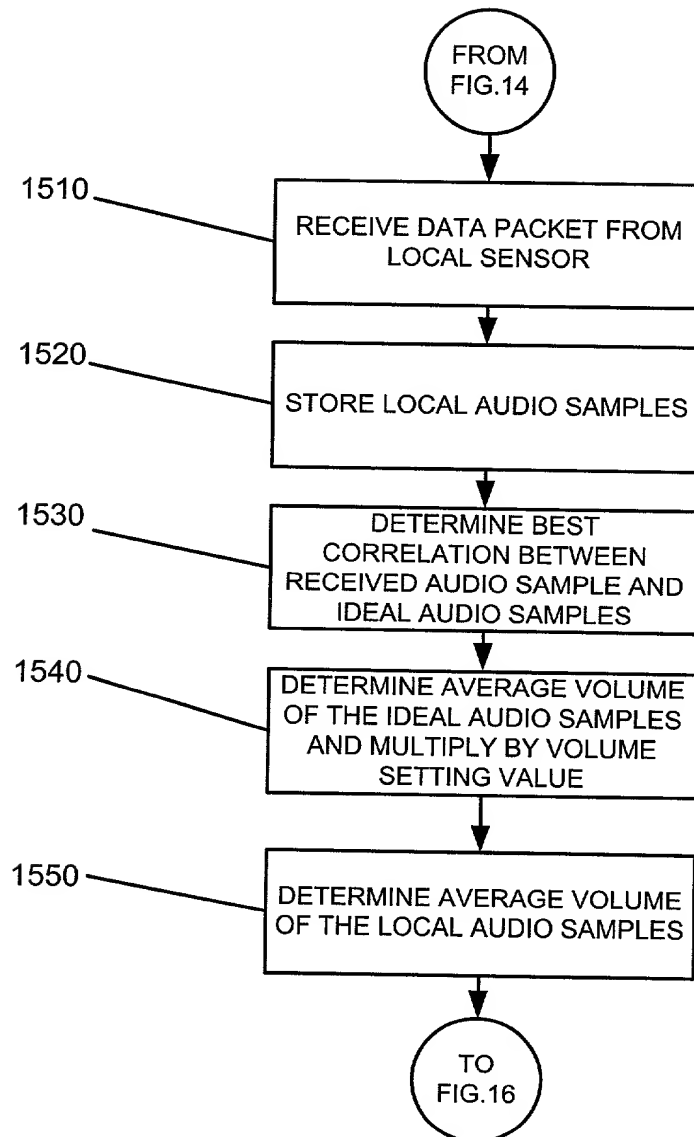 FROM
FIG.14
1510
RECEIVE DATA PACKET FROM
LOCAL SENSOR
1520
STORE LOCAL AUDIO SAMPLES
1530
DETERMINE BEST
CORRELATION BETWEEN
RECEIVED AUDIO SAMPLE AND
IDEAL AUDIO SAMPLES
1540
DETERMINE AVERAGE VOLUME
OF THE IDEAL AUDIO SAMPLES
AND MULTIPLY BY VOLUME
SETTING VALUE
1550
DETERMINE AVERAGE VOLUME
OF THE LOCAL AUDIO SAMPLES
TO
FIG.16